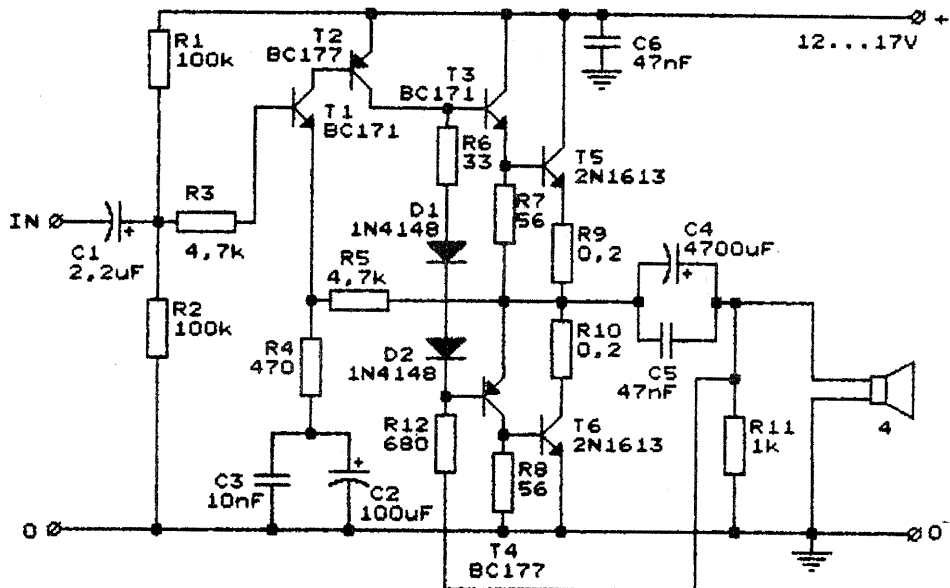 +
12...17V
C6
47nF
T2
BC177
R1
100k
T3
BC171
T1
BC171
R6
33
T5
2N1613
R3
4,7k
R7
56
D1
1N4148
IN
C1
+
2,2uF
C4
4700uF
+
R9
0,2
R5
4,7k
R2
100k
R10
0,2
R4
470
D2
1N4148
C5
47nF
R12
680
T6
2N1613
R11
1k
4
R8
56
C3
10nF
+
C2
100uF
0
0-
T4
BC177